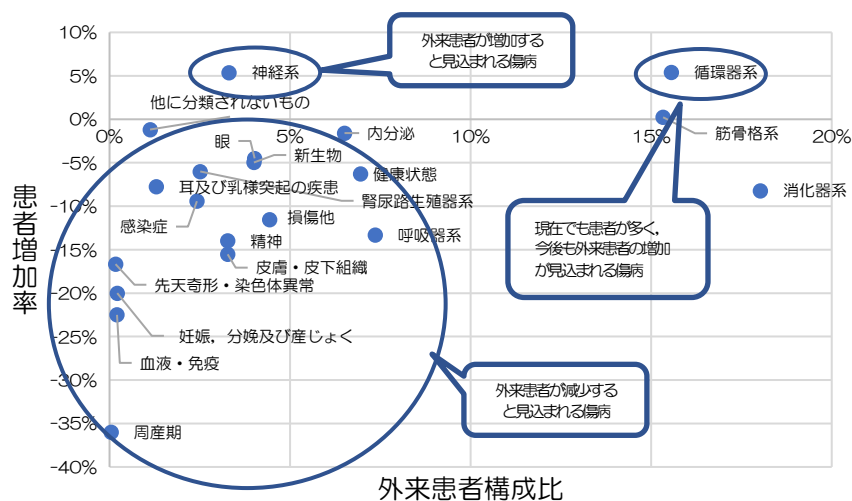 10%
5%
0%
-5%
-10%
-15%
-20%
-25%
-30%
-35%
-40%
0%
5%
10%
15%
20%
患者増加率
外来患者構成比
外来患者が増加する
と見込まれる傷病
神経系
循環器系
他に分類されないもの
内分泌
筋骨格系
眼
新生物
健康状態
耳及び乳様突起の疾患
腎尿路生殖器系
消化器系
感染症
損傷他
呼吸器系
精神
皮膚・皮下組織
現在でも患者が多く，
今後も外来患者の増加
が見込まれる傷病
先天奇形・染色体異常
妊娠，分娩及び産じょく
血液・免疫
外来患者が減少する
と見込まれる傷病
周産期